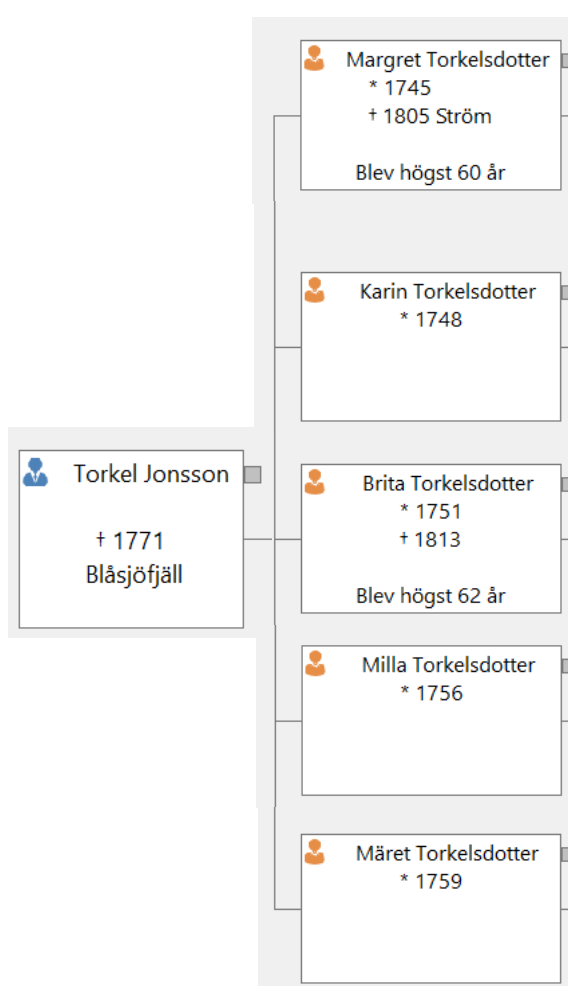 Margret Torkelsdotter
* 1745
† 1805 Ström
Blev högst 60 år
Karin Torkelsdotter
* 1748
Torkel Jonsson
† 1771
Blåsjöfjäll
Brita Torkelsdotter
* 1751
† 1813
Blev högst 62 år
Milla Torkelsdotter
* 1756
Märet Torkelsdotter
* 1759